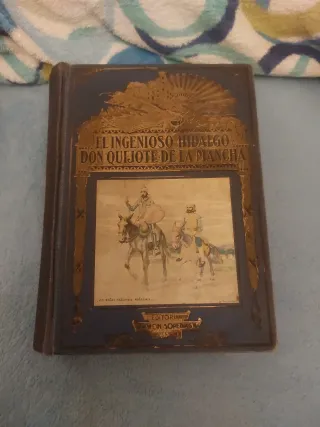 EL INGENIOSO HIDALGO
DON QUIJOTE DE LA MANCHA
EDITORIAL
RAMON SOPENA